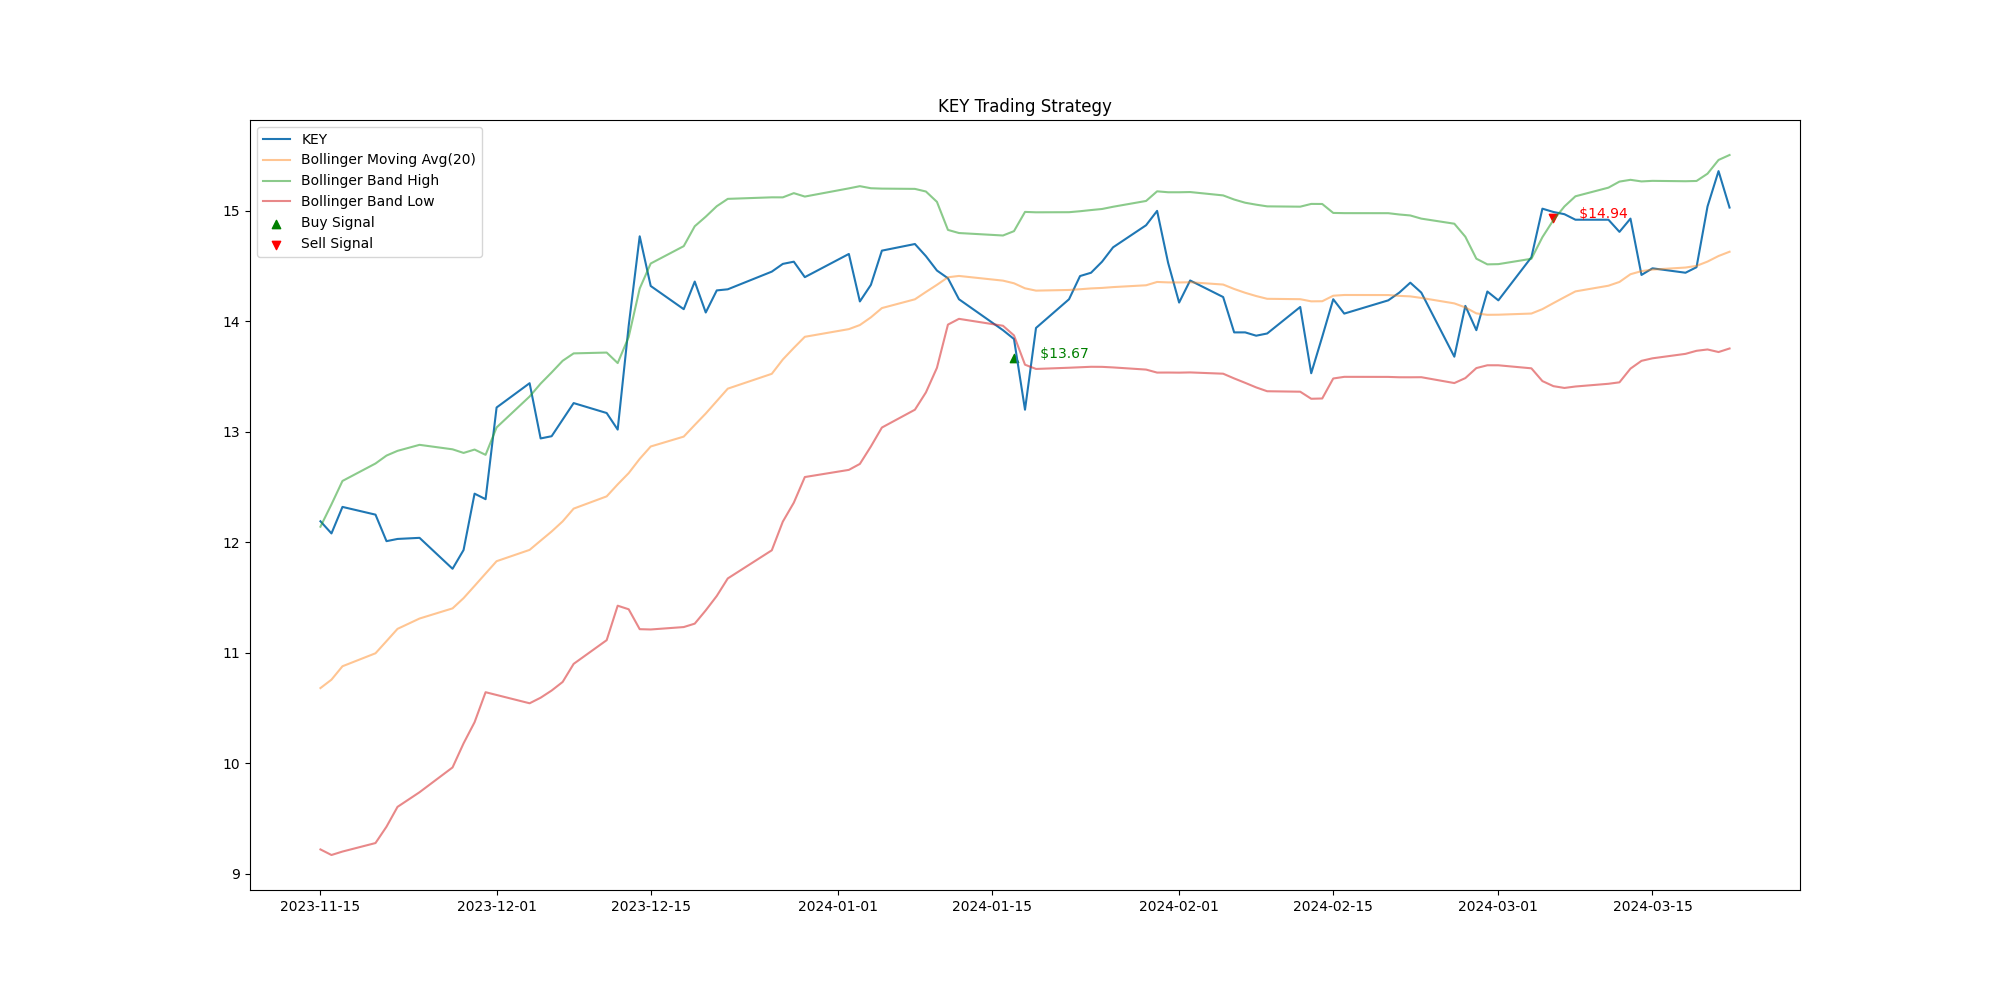 KEY Trading Strategy
KEY
Bollinger Moving Avg(20)
Bollinger Band High
Bollinger Band Low
Buy Signal
Sell Signal
15
14
13
12
11
10
9
$14.94
$13.67
2023-11-15
2023-12-01
2023-12-15
2024-01-01
2024-01-15
2024-02-01
2024-02-15
2024-03-01
2024-03-15